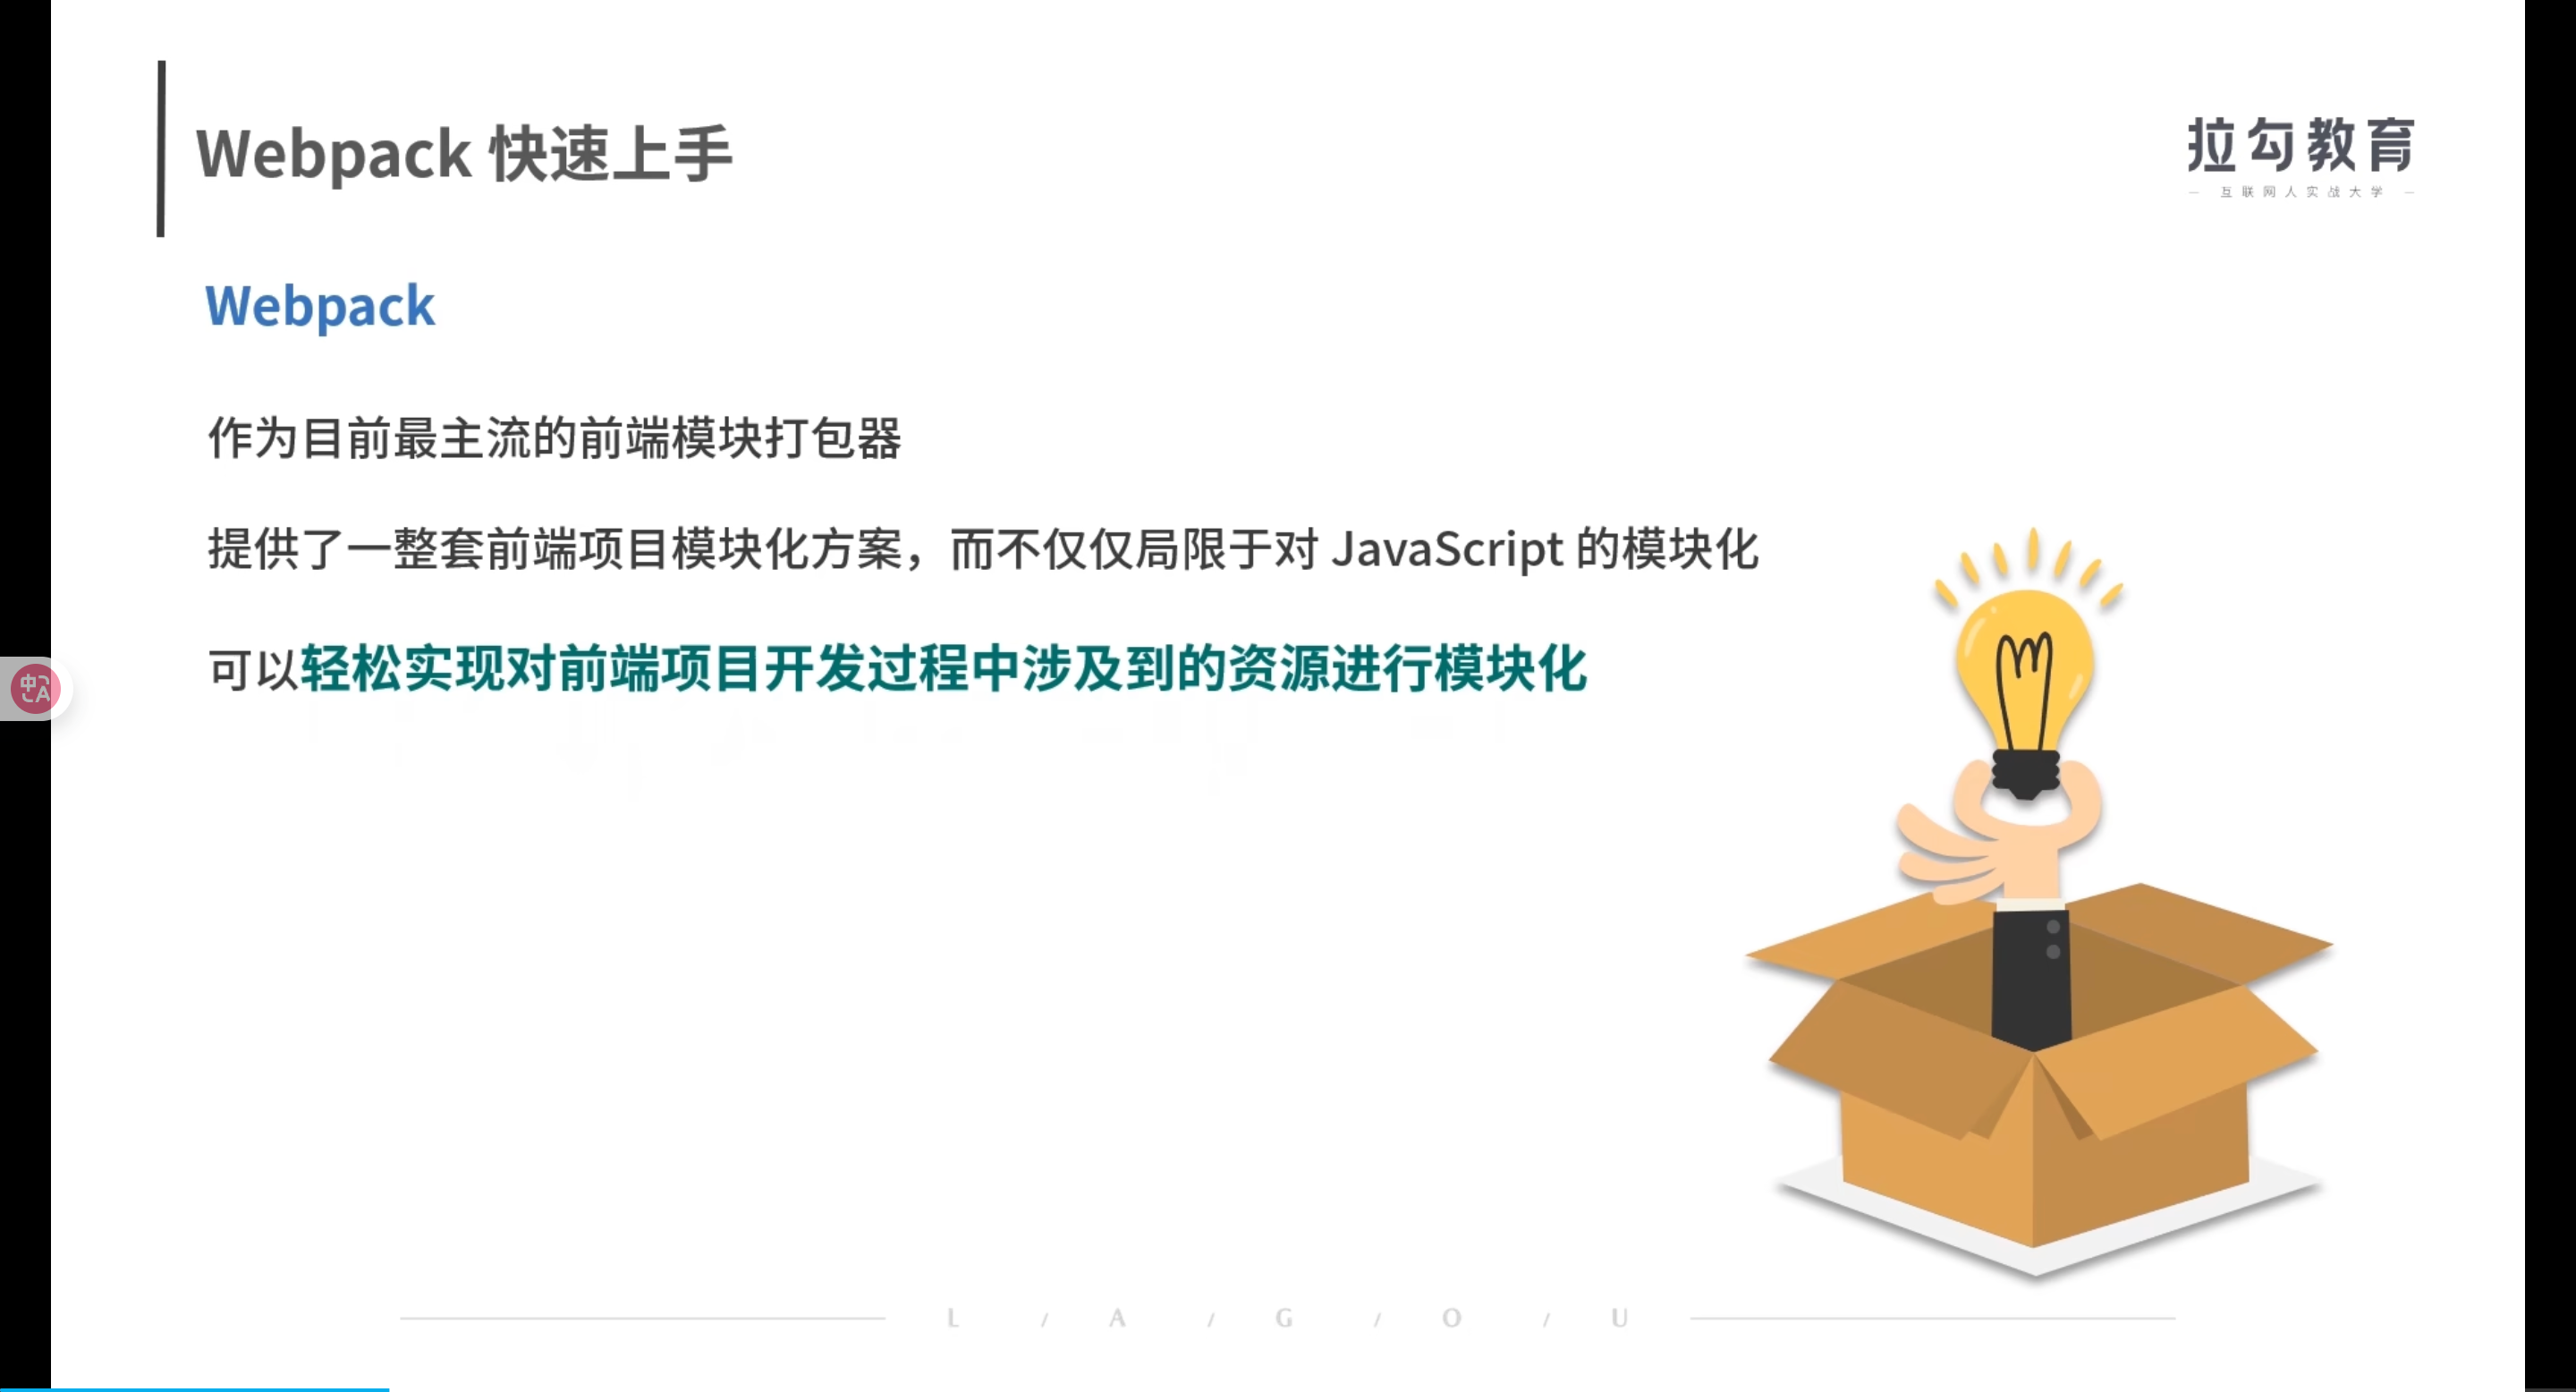 Webpack 快速上手
拉勾教育
— 互联网人实战大学 —
Webpack
作为目前最主流的前端模块打包器
提供了一整套前端项目模块化方案，而不仅仅局限于对 JavaScript 的模块化
可以轻松实现对前端项目开发过程中涉及到的资源进行模块化
中A
L / A / G / O / U